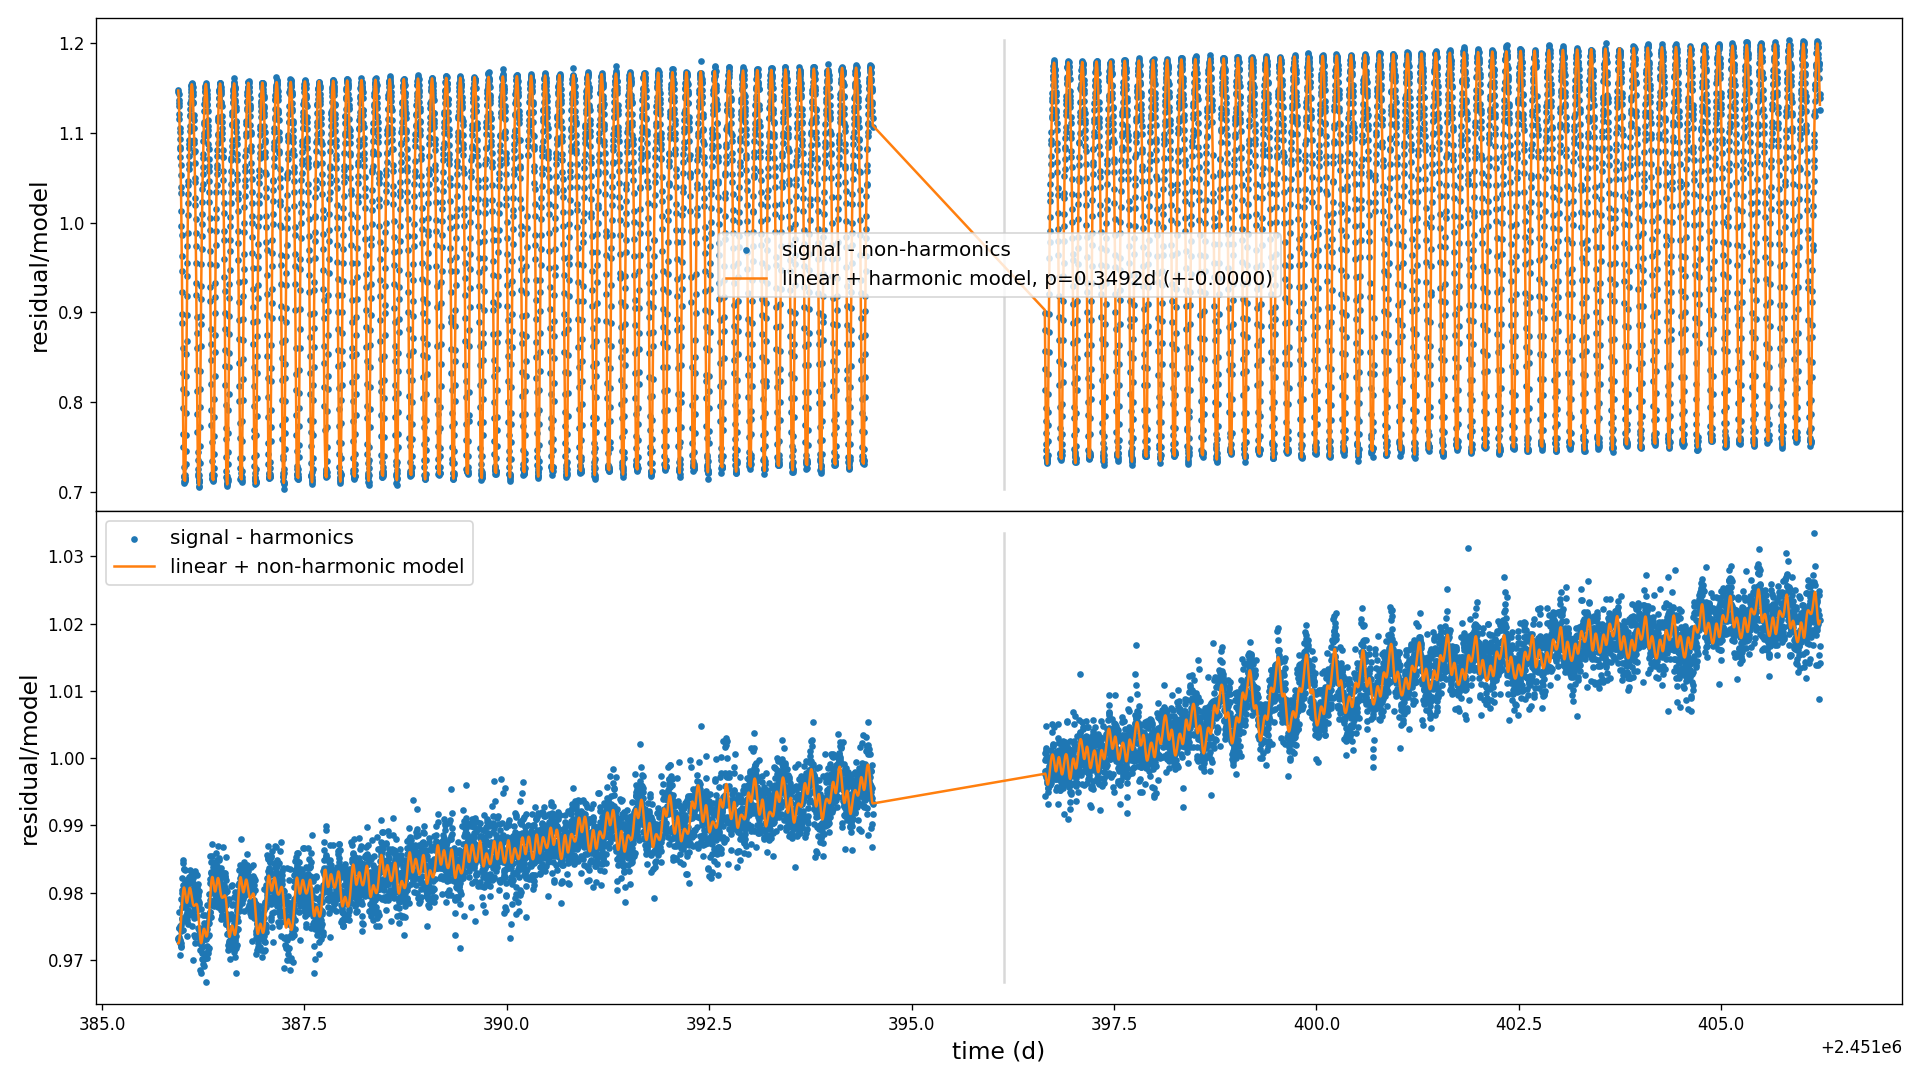 1.2
1.1
1.0
0.9
0.8
0.7
residual/model
signal - non-harmonics
linear + harmonic model, p=0.3492d (+-0.0000)
signal - harmonics
linear + non-harmonic model
1.03
1.02
1.01
1.00
0.99
0.98
0.97
residual/model
385.0 387.5 390.0 392.5 395.0 397.5 400.0 402.5 405.0
time (d)
+2.451e6